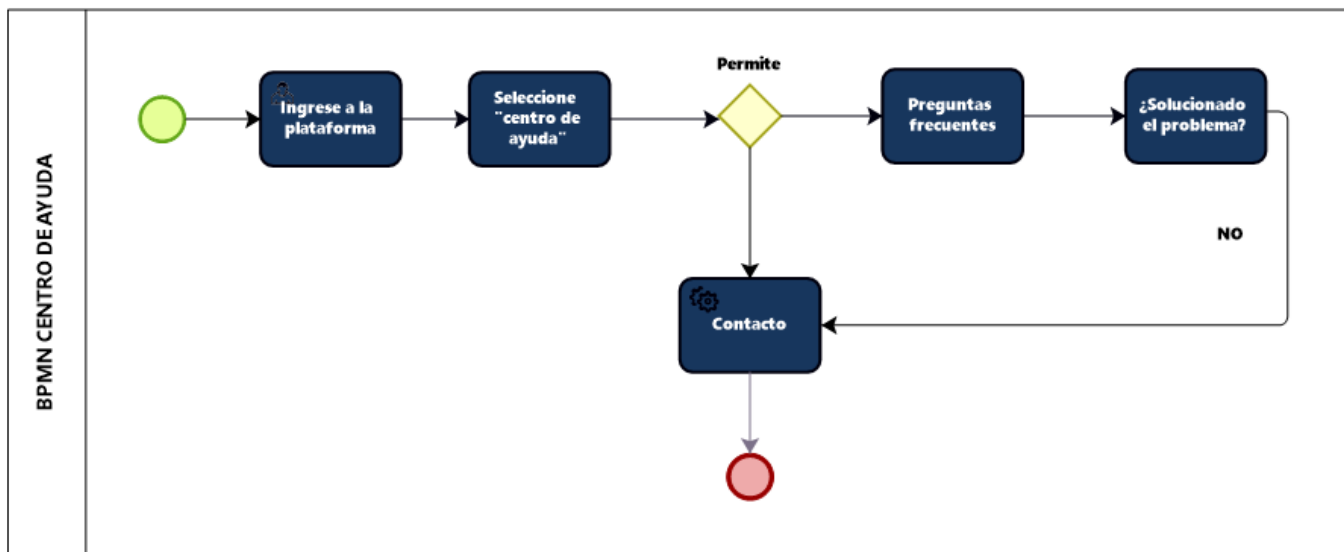 BPMN CENTRO DE AYUDA
Ingrese a la
plataforma
Seleccione
¨centro de
ayuda¨
Permite
Preguntas
frecuentes
¿Solucionado
el problema?
NO
Contacto